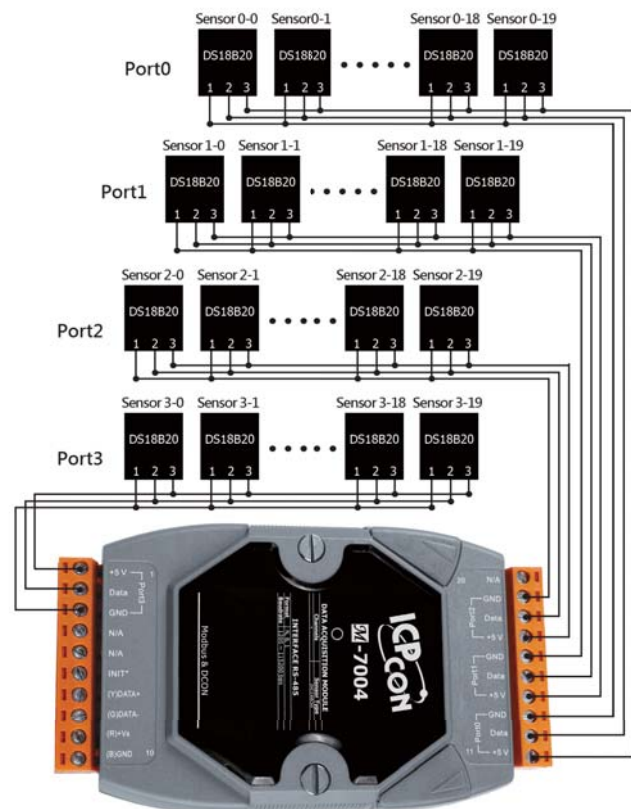 Sensor 0-0 Sensor0-1 Sensor 0-18 Sensor 0-19
Port0
DS18B20 DS18B20 DS18B20 DS18B20
1 2 3 1 2 3 1 2 3 1 2 3
Sensor 1-0 Sensor 1-1 Sensor 1-18 Sensor 1-19
Port1
DS18B20 DS18B20 DS18B20 DS18B20
1 2 3 1 2 3 1 2 3 1 2 3
Sensor 2-0 Sensor 2-1 Sensor 2-18 Sensor 2-19
DS18B20 DS18B20 DS18B20 DS18B20
Port2
1 2 3 1 2 3 1 2 3 1 2 3
Sensor 3-0 Sensor 3-1 Sensor 3-18 Sensor 3-19
DS18B20 DS18B20 DS18B20 DS18B20
Port3
1 2 3 1 2 3 1 2 3 1 2 3
+5 V
Data
GND
Port3
1
N/A
N/A
INIT*
(Y)DATA+
(G)DATA-
(R)+Vs
(B)GND 10
Modbus & DCON
INTERFACE RS-485
Format
Baudrate
DATA ACQUISITION MODULE
Channels
Sensor Type
ICP CON
M-7004
20 N/A
GND
Data
+5 V
Port2
GND
Data
+5 V
Port1
GND
Data
11 +5 V
Port0